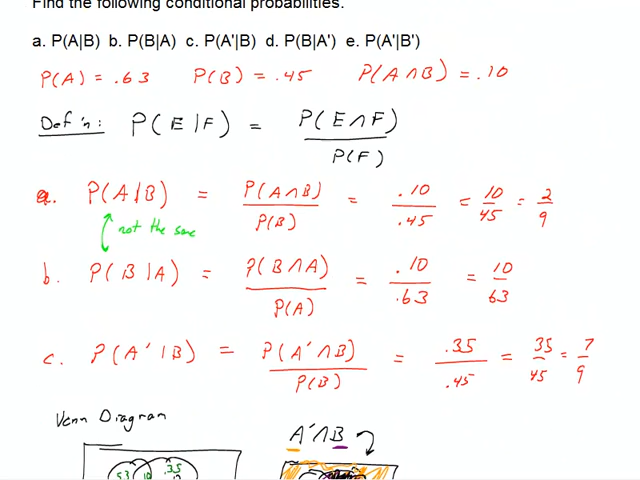 Find the following conditional probabilities.
a. P(A|B) b. P(B|A) c. P(A'|B) d. P(B|A') e. P(A'|B')
P(A) = .63 P(B) = .45 P(A∩B) = .10
Def'n: P(E|F) = P(E∩F) / P(F)
a. P(A|B) = P(A∩B) / P(B) = .10 / .45 = 10/45 = 2/9
not the same
b. P(B|A) = P(B∩A) / P(A) = .10 / .63 = 10/63
c. P(A'|B) = P(A'∩B) / P(B) = .35 / .45 = 35/45 = 7/9
Venn Diagram A'∩B
.53 .10 .35